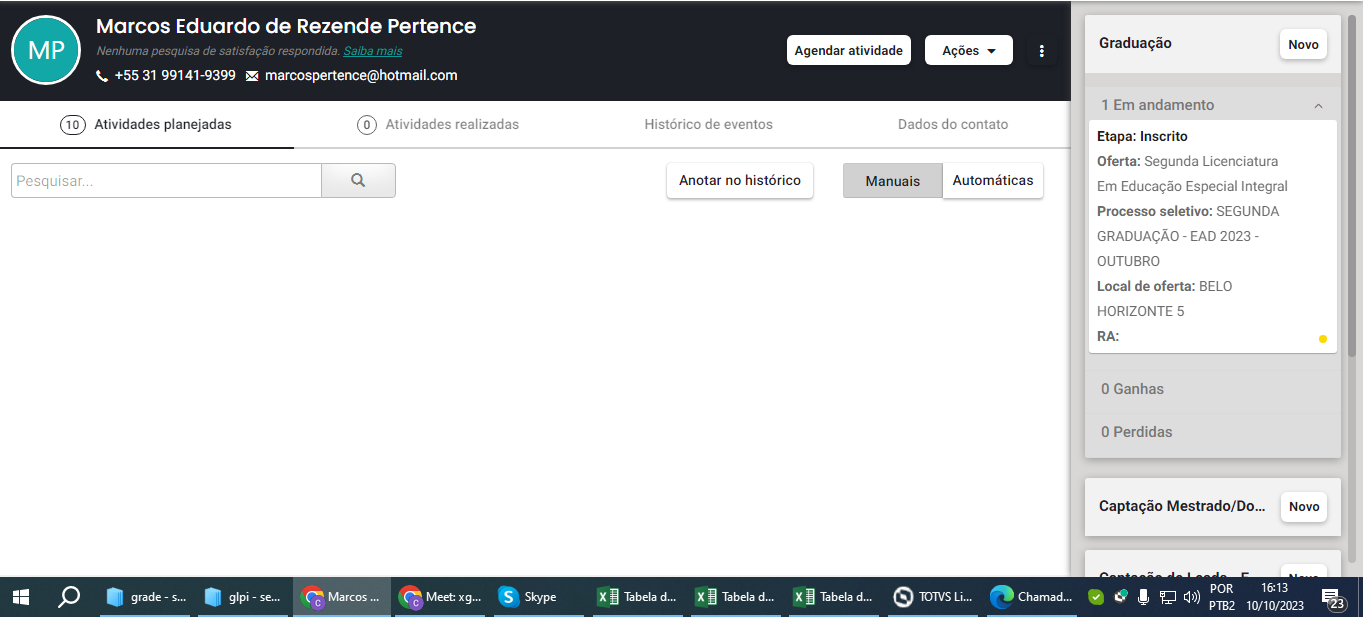 MP
Marcos Eduardo de Rezende Pertence
Nenhuma pesquisa de satisfação respondida. Saiba mais
+55 31 99141-9399 marcospertence@hotmail.com
Agendar atividade
Ações
10 Atividades planejadas
0 Atividades realizadas
Histórico de eventos
Dados do contato
Pesquisar...
Anotar no histórico
Manuais
Automáticas
Graduação
Novo
1 Em andamento
Etapa: Inscrito
Oferta: Segunda Licenciatura
Em Educação Especial Integral
Processo seletivo: SEGUNDA
GRADUAÇÃO - EAD 2023 -
OUTUBRO
Local de oferta: BELO
HORIZONTE 5
RA:
0 Ganhas
0 Perdidas
Captação Mestrado/Do...
Novo
grade - s...
glpi - se...
Marcos ...
Meet: xg...
Skype
Tabela d...
Tabela d...
Tabela d...
TOTVS Li...
Chamad...
POR
PTB2
16:13
10/10/2023
23